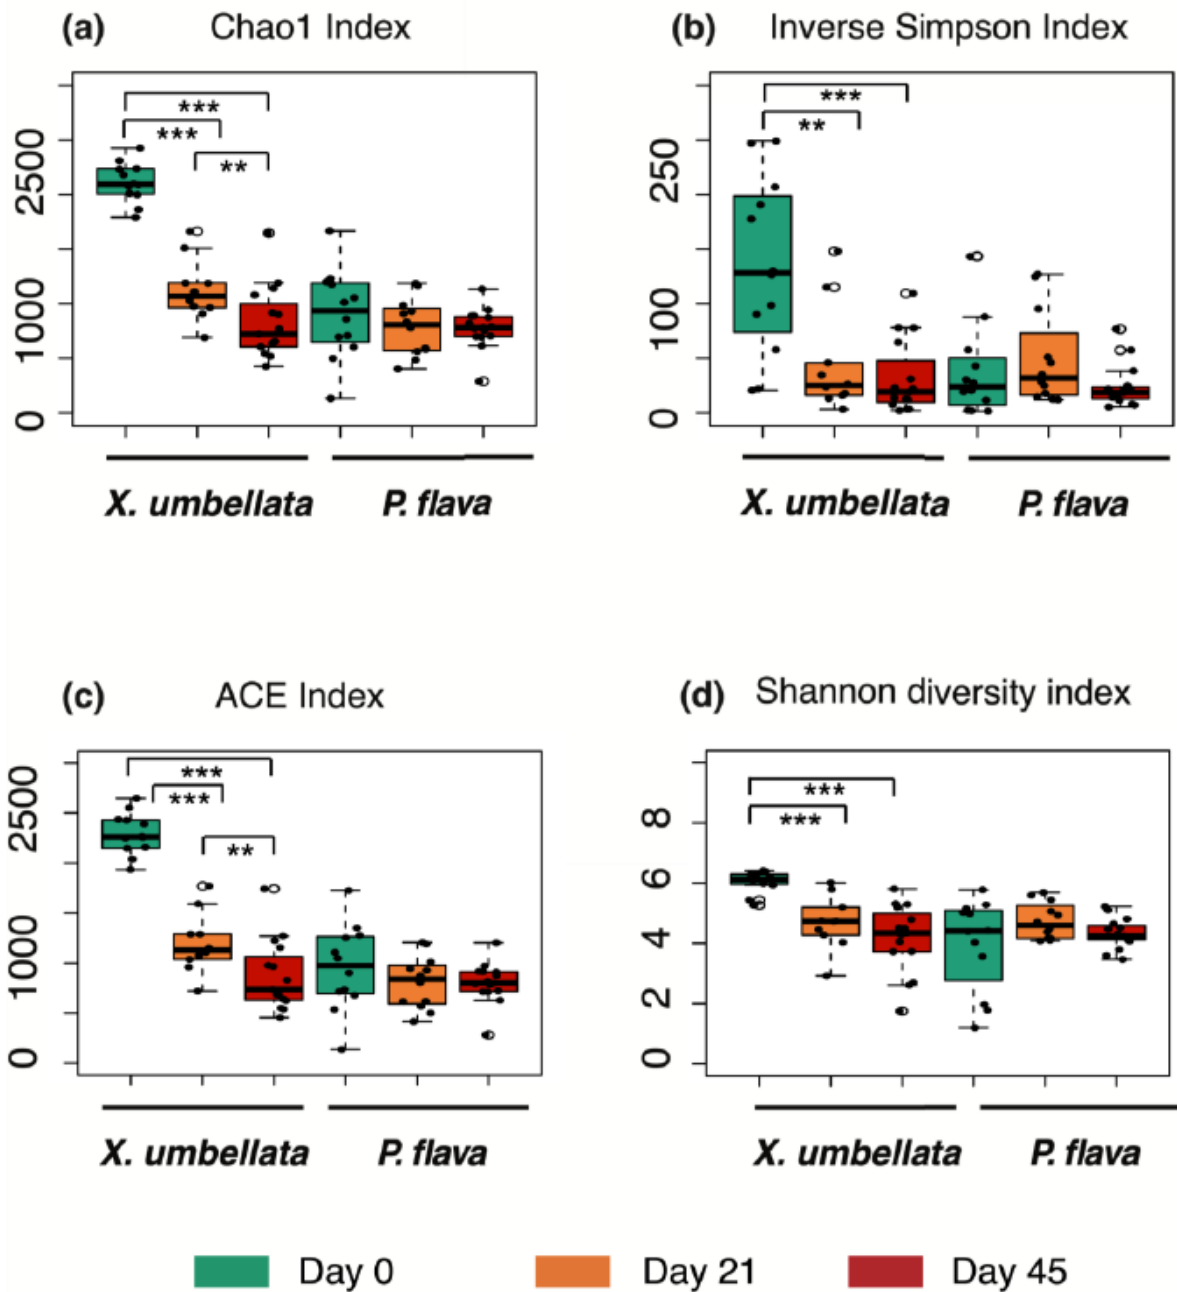 (a) Chao1 Index
2500
1000
0
***
***
**
X. umbellata P. flava
(b) Inverse Simpson Index
250
100
0
***
**
X. umbellata P. flava
(c) ACE Index
2500
1000
0
***
***
**
X. umbellata P. flava
(d) Shannon diversity index
8
6
4
2
0
***
***
X. umbellata P. flava
Day 0 Day 21 Day 45